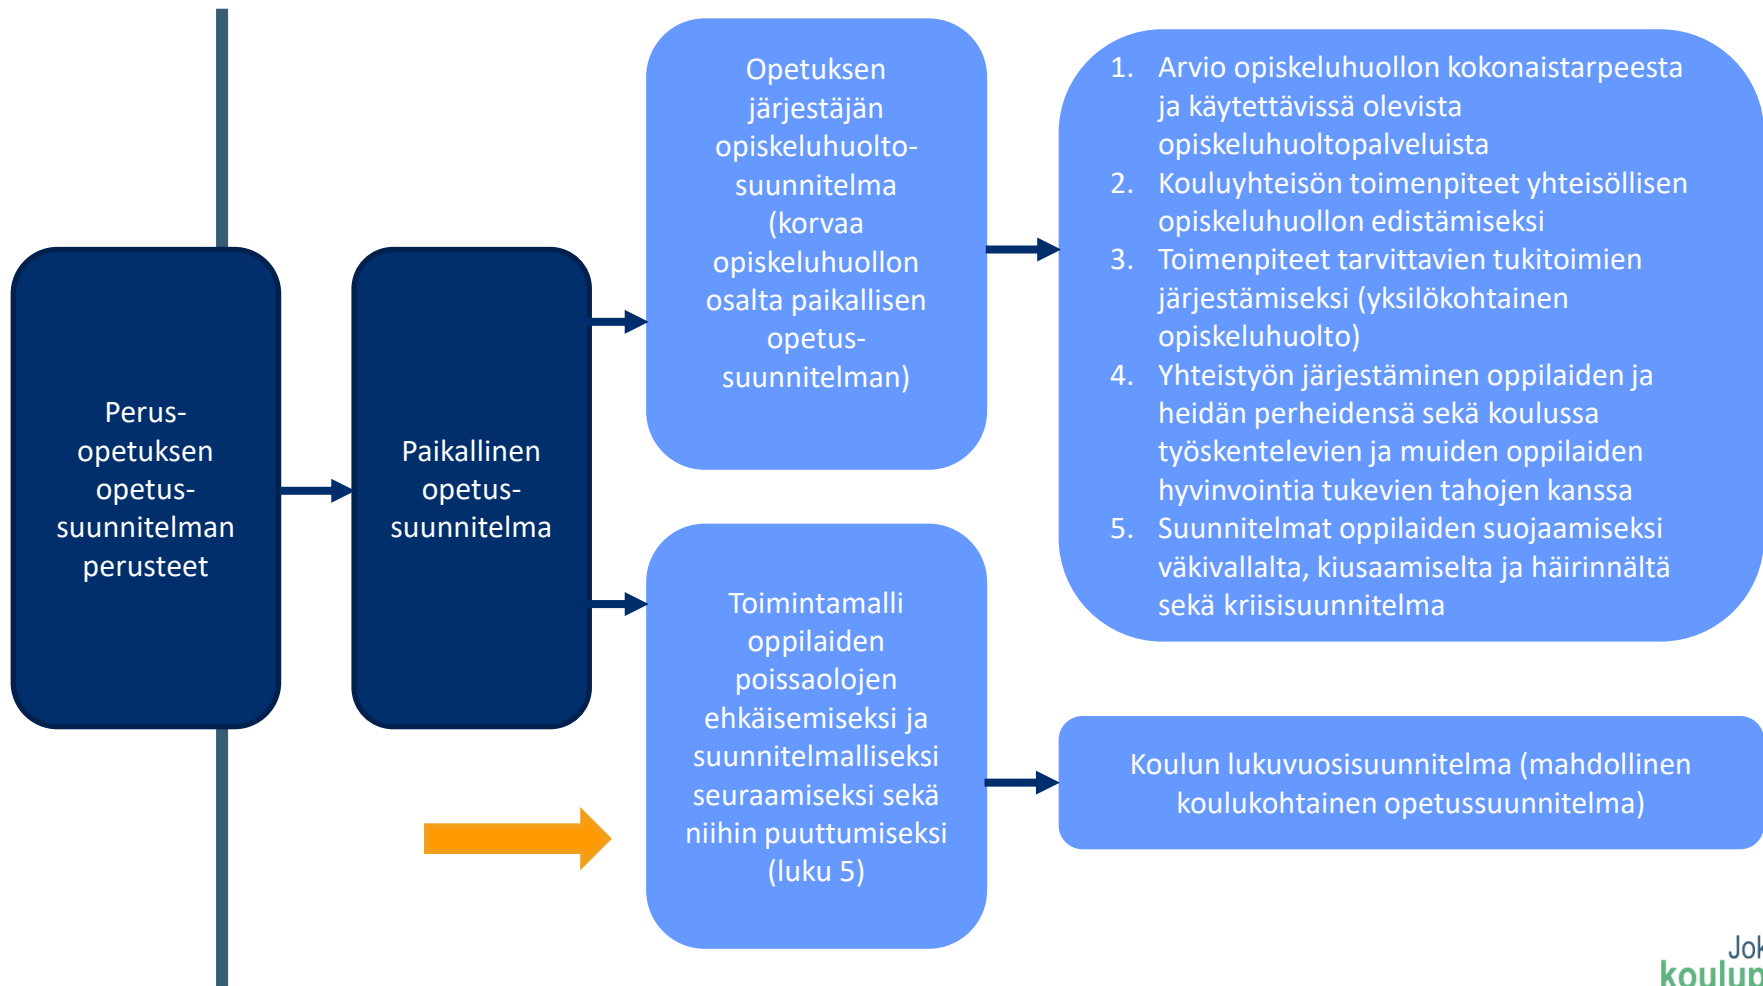 Perus-
opetuksen
opetus-
suunnitelman
perusteet
Paikallinen
opetus-
suunnitelma
Opetuksen
järjestäjän
opiskeluhuolto-
suunnitelma
(korvaa
opiskeluhuollon
osalta paikallisen
opetus-
suunnitelman)
Toimintamalli
oppilaiden
poissaolojen
ehkäisemiseksi ja
suunnitelmalliseksi
seuraamiseksi sekä
niihin puuttumiseksi
(luku 5)
1. Arvio opiskeluhuollon kokonaistarpeesta
ja käytettävissä olevista
opiskeluhuoltopalveluista
2. Kouluyhteisön toimenpiteet yhteisöllisen
opiskeluhuollon edistämiseksi
3. Toimenpiteet tarvittavien tukitoimien
järjestämiseksi (yksilökohtainen
opiskeluhuolto)
4. Yhteistyön järjestäminen oppilaiden ja
heidän perheidensä sekä koulussa
työskentelevien ja muiden oppilaiden
hyvinvointia tukevien tahojen kanssa
5. Suunnitelmat oppilaiden suojaamiseksi
väkivallalta, kiusaamiselta ja häirinnältä
sekä kriisisuunnitelma
Koulun lukuvuosisuunnitelma (mahdollinen
koulukohtainen opetussuunnitelma)